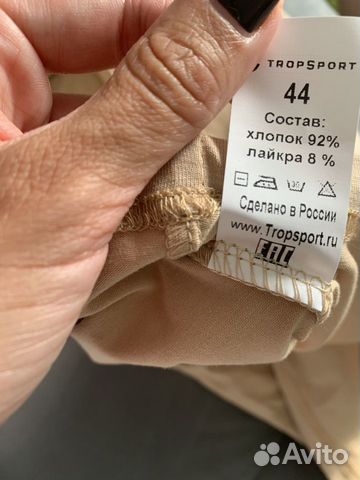 TROPSPORT
44
Состав:
хлопок 92%
лайкра 8 %
Сделано в России
www.Tropsport.ru
EAC
Avito